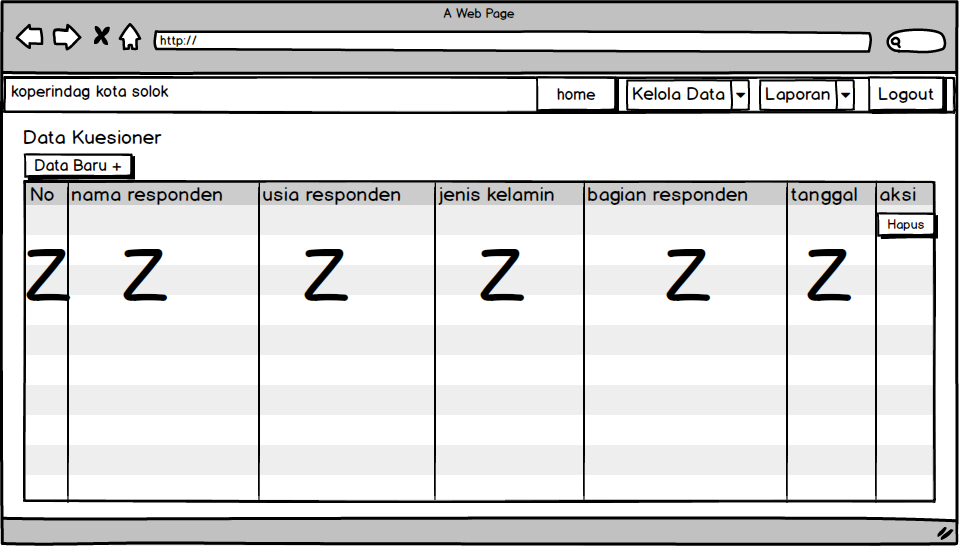 A Web Page
http://
koperindag kota solok home Kelola Data Laporan Logout
Data Kuesioner
Data Baru +
No nama responden usia responden jenis kelamin bagian responden tanggal aksi
Hapus
Z Z Z Z Z Z